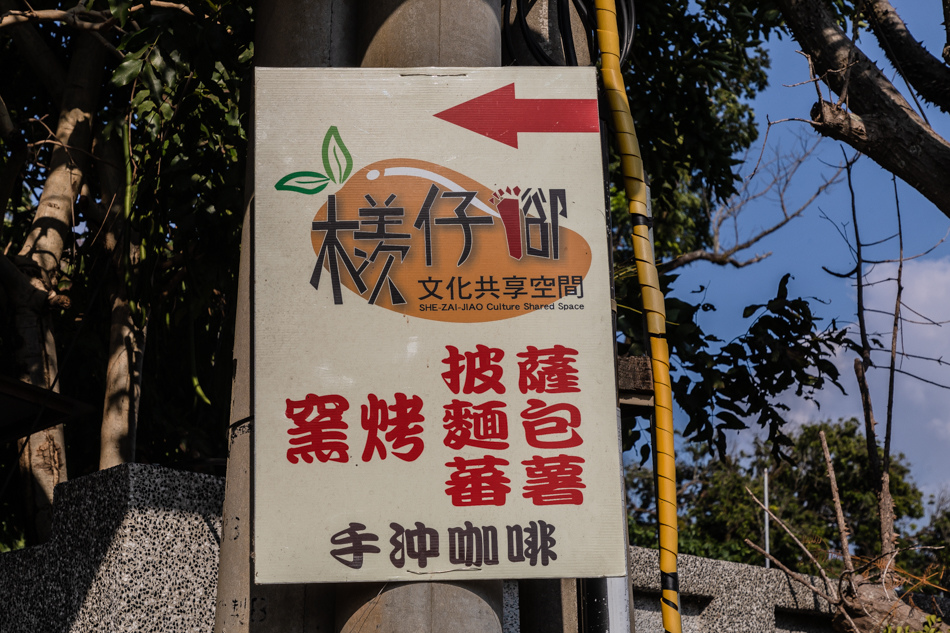 檨仔腳
文化共享空間
SHE-ZAI-JIAO Culture Shared Space
窯烤
披薩
麵包
蕃薯
手沖咖啡